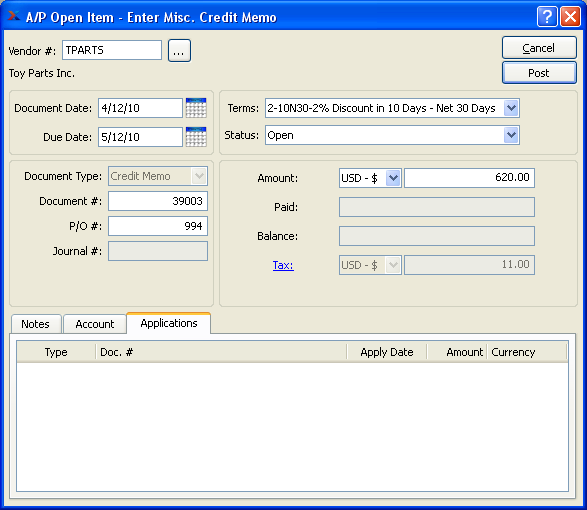 A/P Open Item - Enter Misc. Credit Memo
Vendor #: TPARTS ...
Cancel
Toy Parts Inc.
Post
Document Date: 4/12/10
Terms: 2-10N30-2% Discount in 10 Days - Net 30 Days
Due Date: 5/12/10
Status: Open
Document Type: Credit Memo
Amount: USD - $ 620.00
Document #: 39003
Paid:
P/O #: 994
Balance:
Journal #:
Tax: USD - $ 11.00
Notes Account Applications
Type Doc. # Apply Date Amount Currency